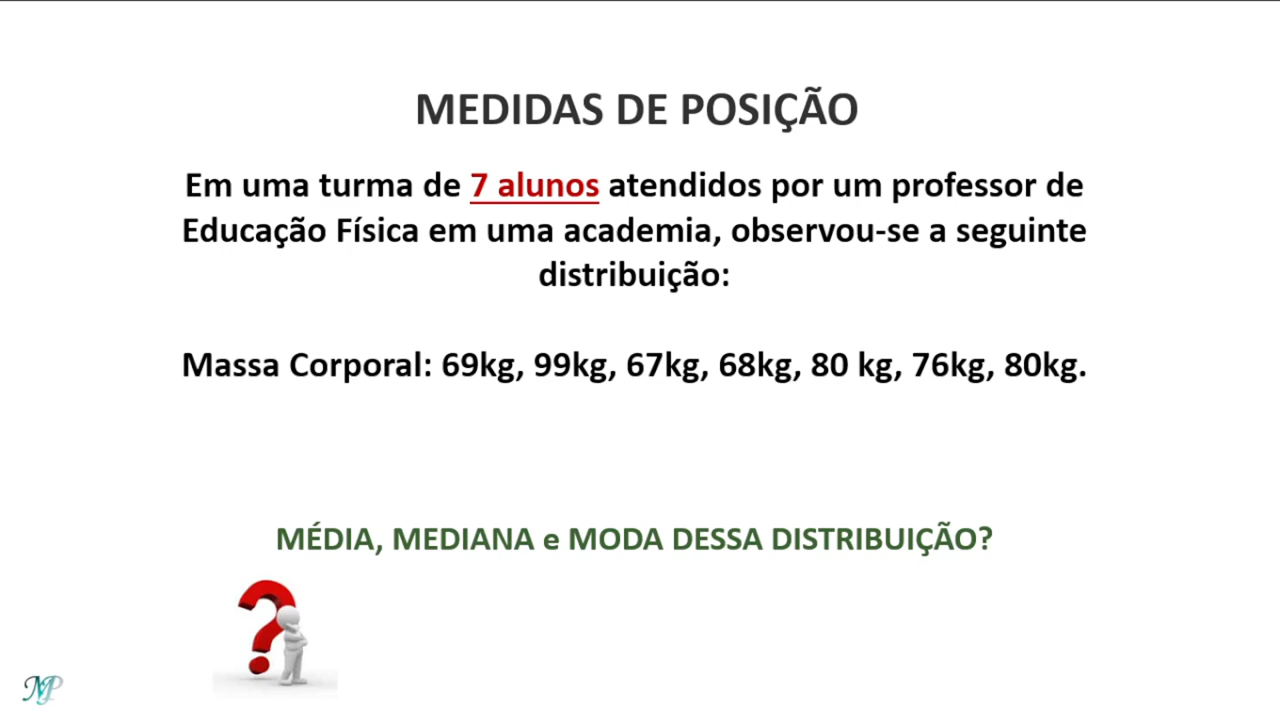 MEDIDAS DE POSIÇÃO
Em uma turma de 7 alunos atendidos por um professor de
Educação Física em uma academia, observou-se a seguinte
distribuição:
Massa Corporal: 69kg, 99kg, 67kg, 68kg, 80 kg, 76kg, 80kg.
MÉDIA, MEDIANA e MODA DESSA DISTRIBUIÇÃO?
MP